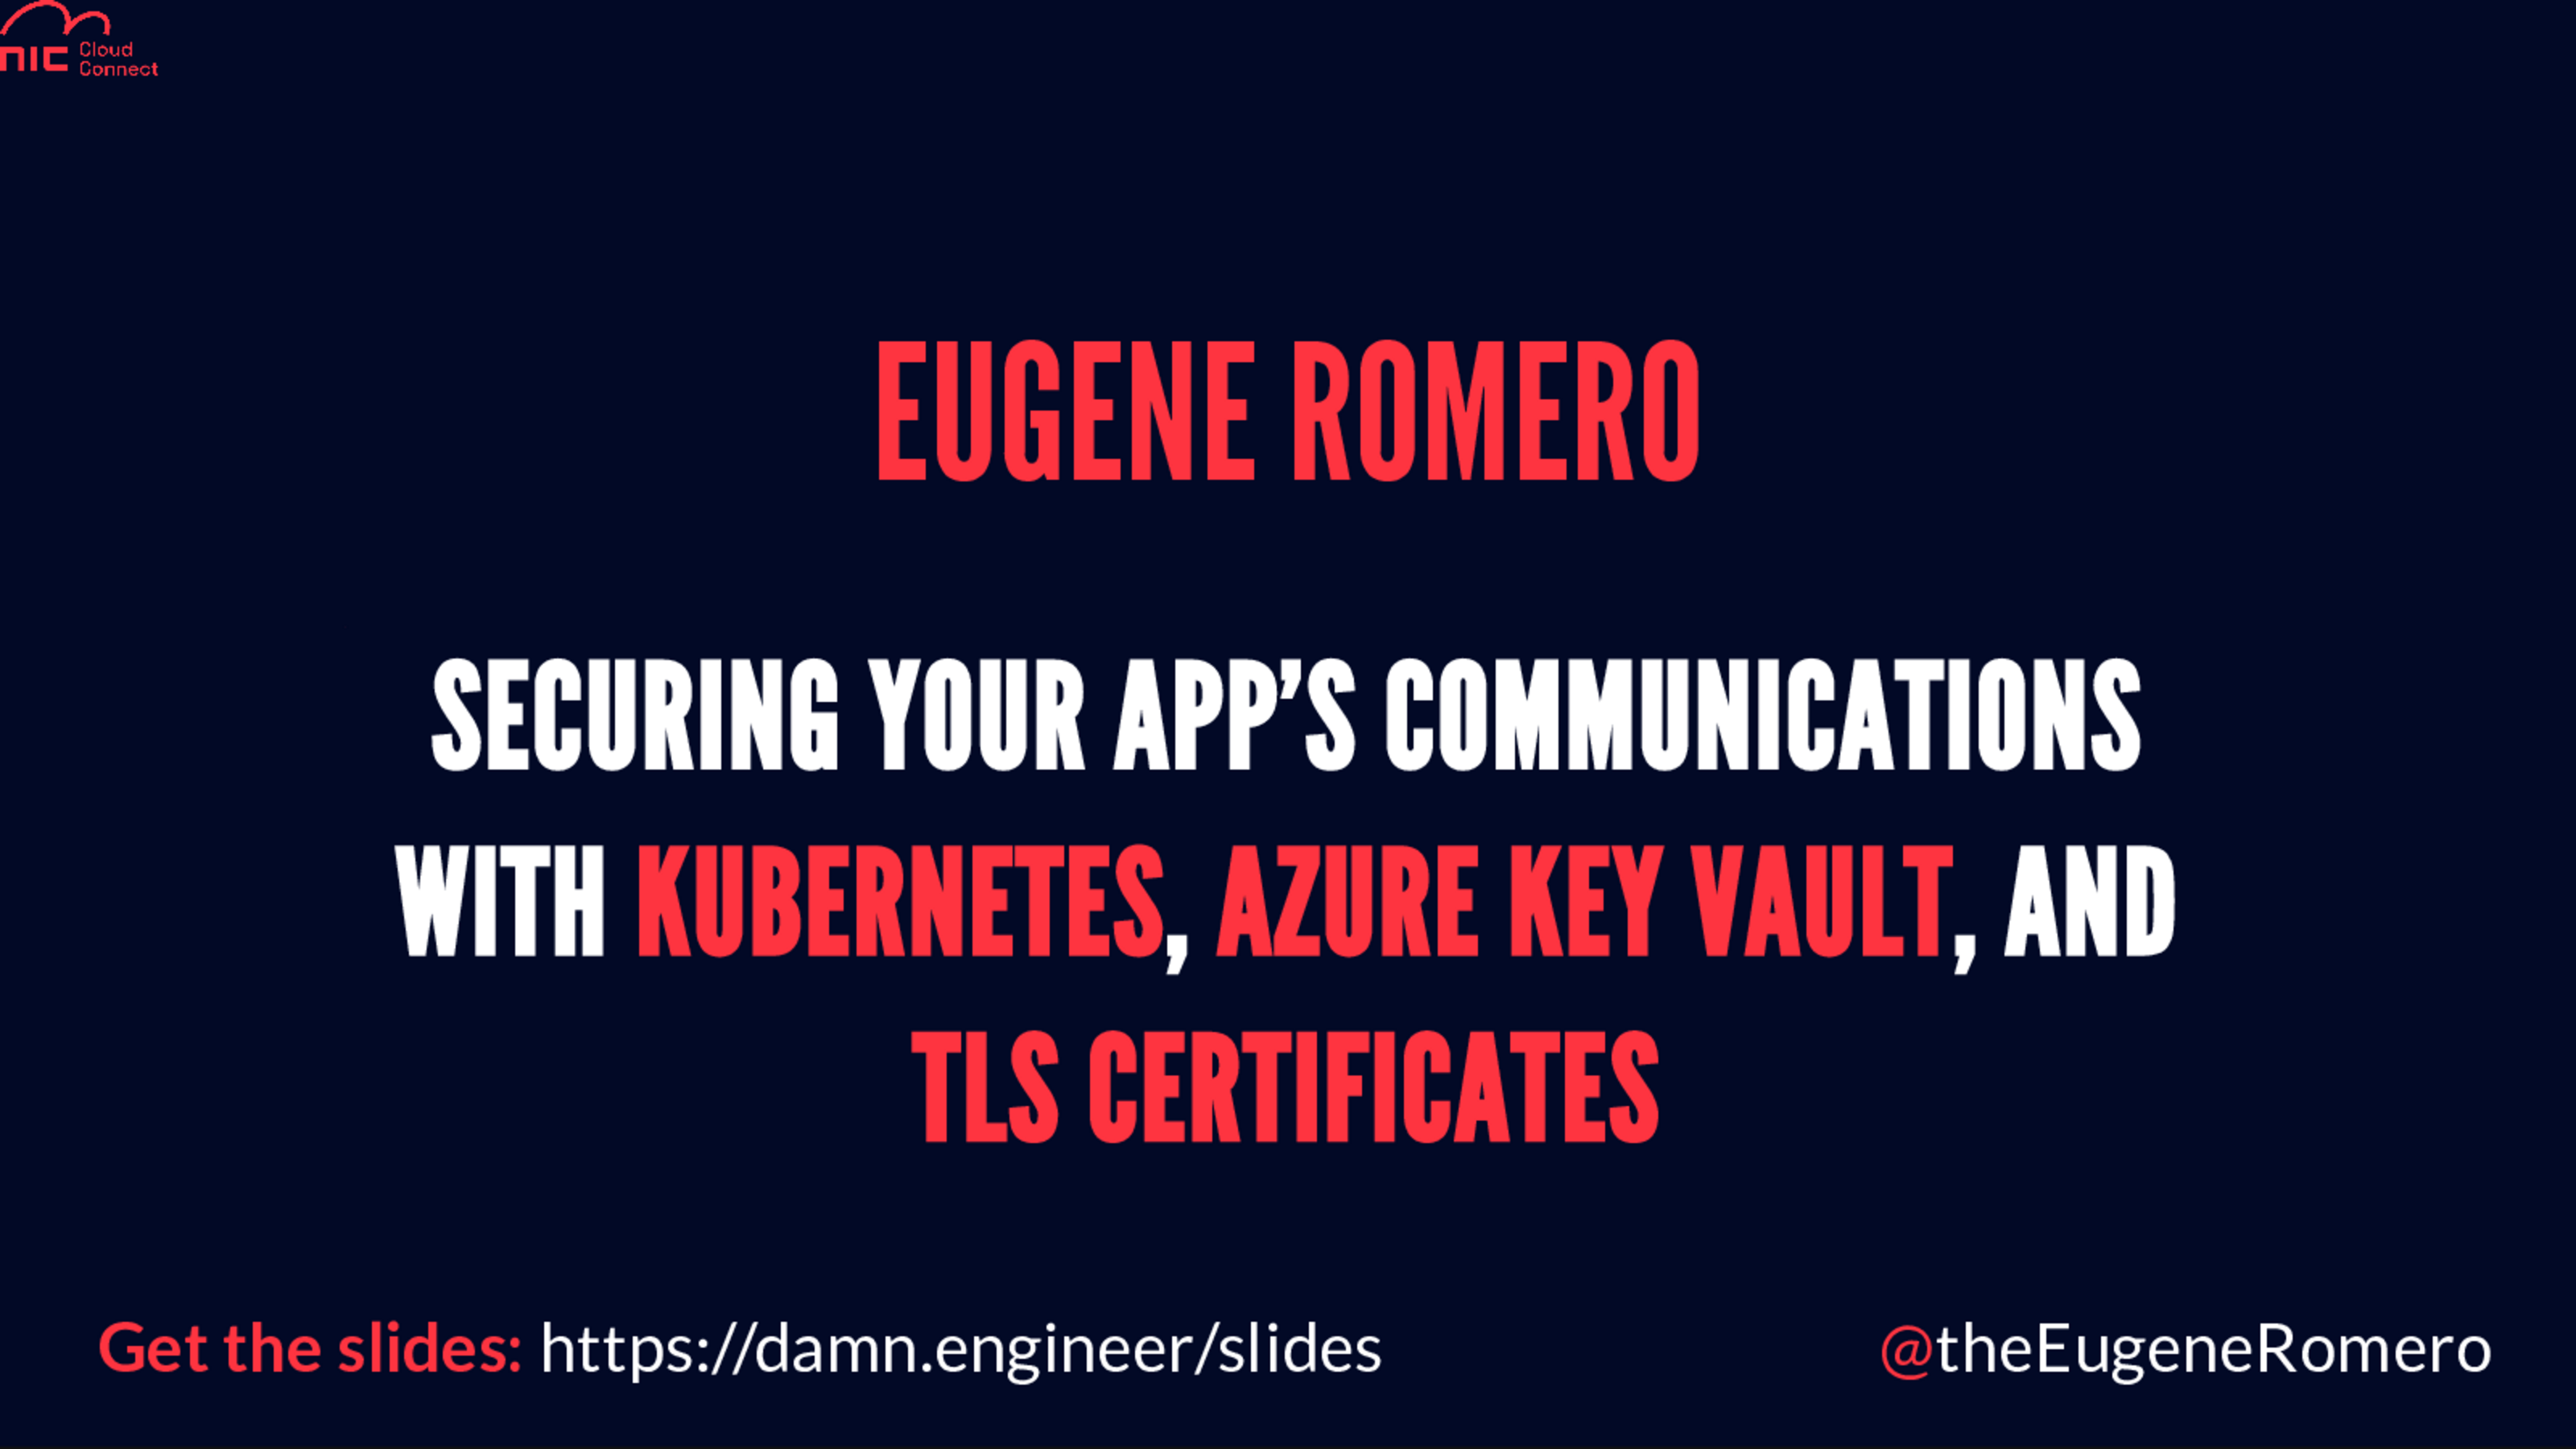 nic Cloud
Connect
EUGENE ROMERO
SECURING YOUR APP’S COMMUNICATIONS
WITH KUBERNETES, AZURE KEY VAULT, AND
TLS CERTIFICATES
Get the slides: https://damn.engineer/slides
@theEugeneRomero